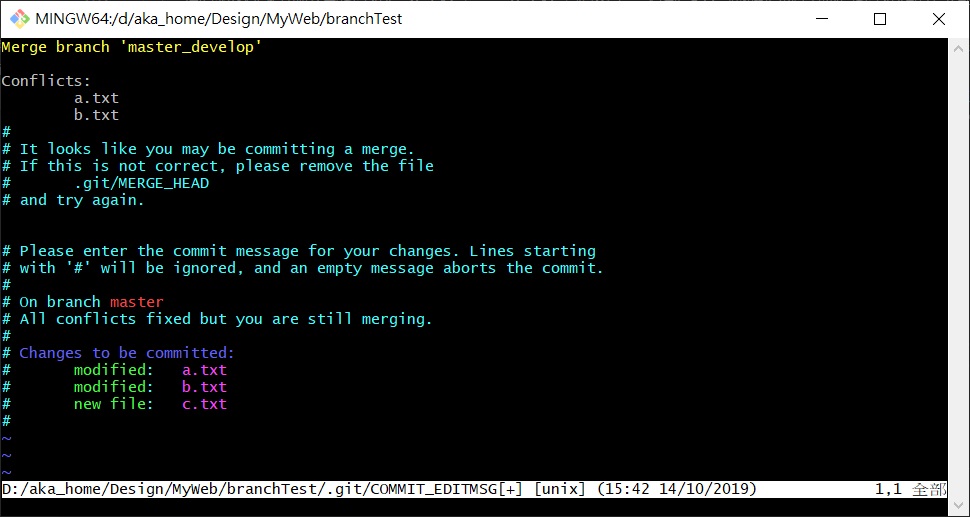 MINGW64:/d/aka_home/Design/MyWeb/branchTest
Merge branch 'master_develop'
Conflicts:
a.txt
b.txt
#
# It looks like you may be committing a merge.
# If this is not correct, please remove the file
#       .git/MERGE_HEAD
# and try again.
# Please enter the commit message for your changes. Lines starting
# with '#' will be ignored, and an empty message aborts the commit.
#
# On branch master
# All conflicts fixed but you are still merging.
#
# Changes to be committed:
#       modified:   a.txt
#       modified:   b.txt
#       new file:   c.txt
#
~
~
~
D:/aka_home/Design/MyWeb/branchTest/.git/COMMIT_EDITMSG[+] [unix] (15:42 14/10/2019) 1,1 全部